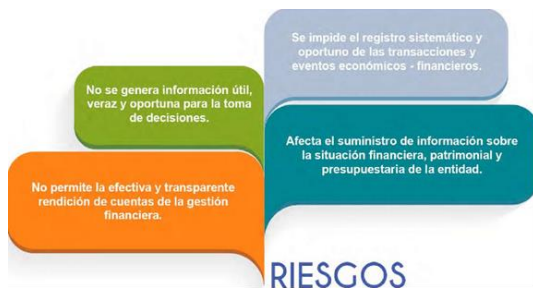 Se impide el registro sistemático y
oportuno de las transacciones y
eventos económicos - financieros.
No se genera información útil,
veraz y oportuna para la toma
de decisiones.
Afecta el suministro de información sobre
la situación financiera, patrimonial y
presupuestaria de la entidad.
No permite la efectiva y transparente
rendición de cuentas de la gestión
financiera.
RIESGOS